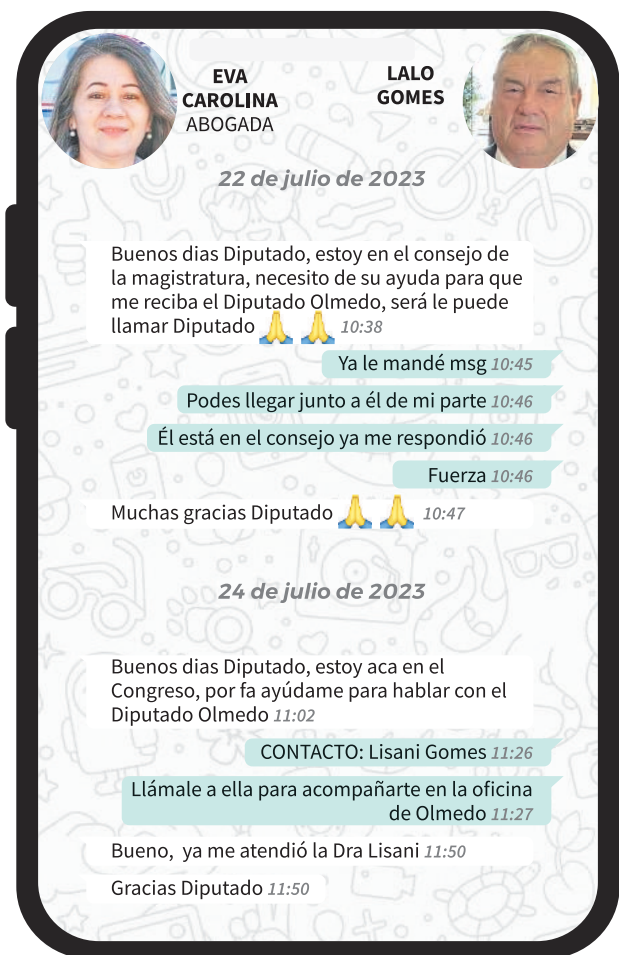 EVA
CAROLINA
ABOGADA
LALO
GOMES
22 de julio de 2023
Buenos dias Diputado, estoy en el consejo de
la magistratura, necesito de su ayuda para que
me reciba el Diputado Olmedo, será le puede
llamar Diputado 🙏 🙏 10:38
Ya le mandé msg 10:45
Podes llegar junto a él de mi parte 10:46
Él está en el consejo ya me respondió 10:46
Fuerza 10:46
Muchas gracias Diputado 🙏 🙏 10:47
24 de julio de 2023
Buenos dias Diputado, estoy aca en el
Congreso, por fa ayúdame para hablar con el
Diputado Olmedo 11:02
CONTACTO: Lisani Gomes 11:26
Llámale a ella para acompañarte en la oficina
de Olmedo 11:27
Bueno, ya me atendió la Dra Lisani 11:50
Gracias Diputado 11:50